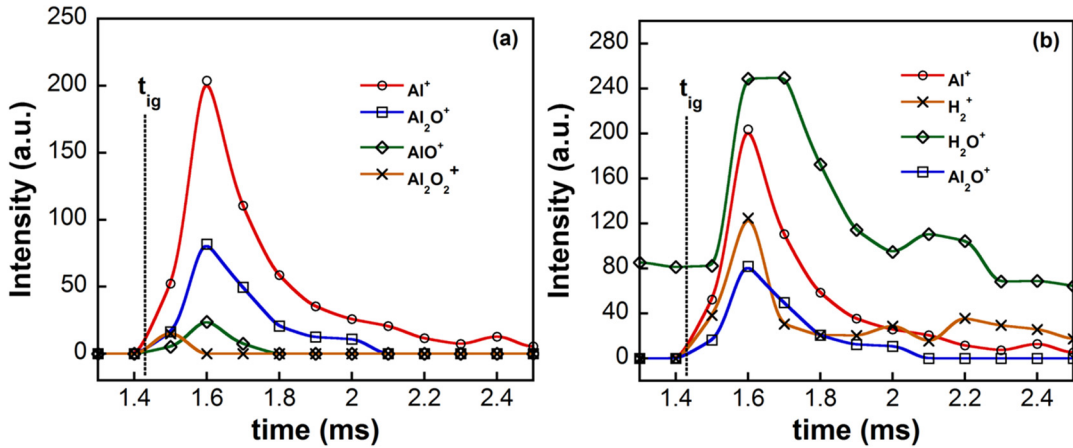 (a)
250
200
150
100
50
0
Intensity (a.u.)
t_ig
Al⁺
Al₂O⁺
AlO⁺
Al₂O₂⁺
1.4 1.6 1.8 2 2.2 2.4
time (ms)
(b)
280
240
200
160
120
80
40
0
Intensity (a.u.)
t_ig
Al⁺
H₂⁺
H₂O⁺
Al₂O⁺
1.4 1.6 1.8 2 2.2 2.4
time (ms)